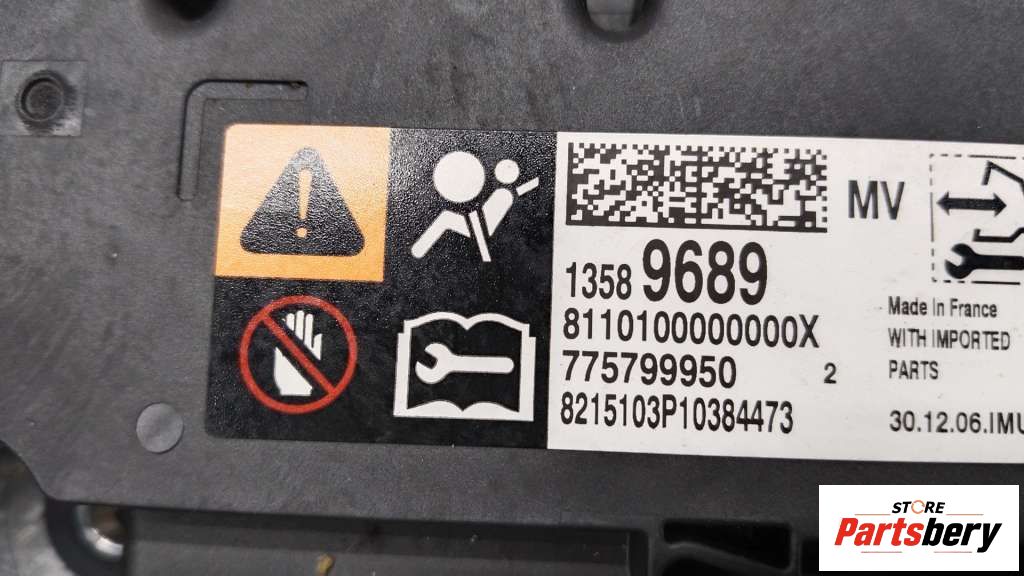 MV
1358 9689
8110100000000X
775799950 2
8215103P10384473
Made In France
WITH IMPORTED
PARTS
30.12.06.IMU
STORE
Partsbery